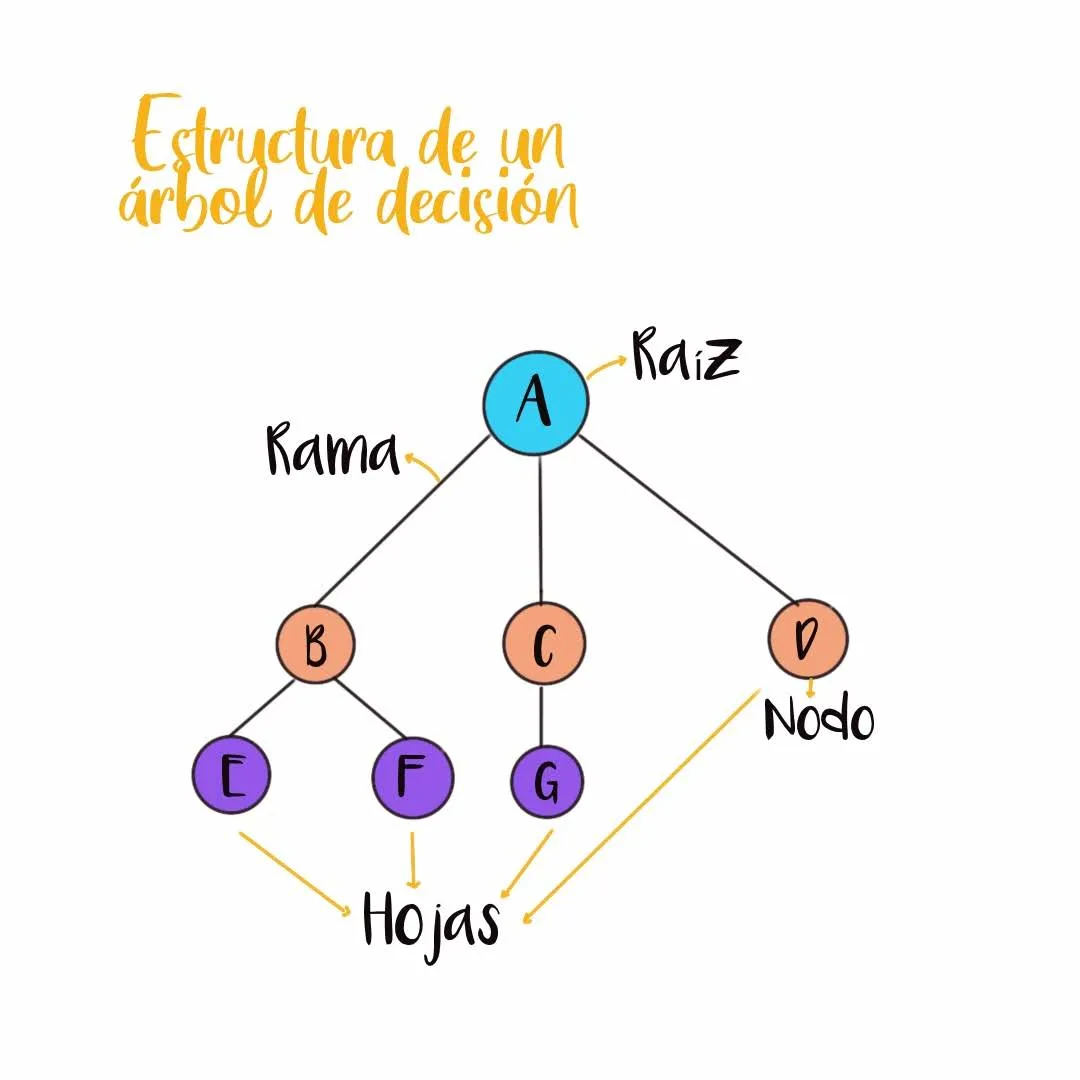 Estructura de un
árbol de decisión
Raíz
A
Rama
B
C
D
Nodo
E
F
G
Hojas